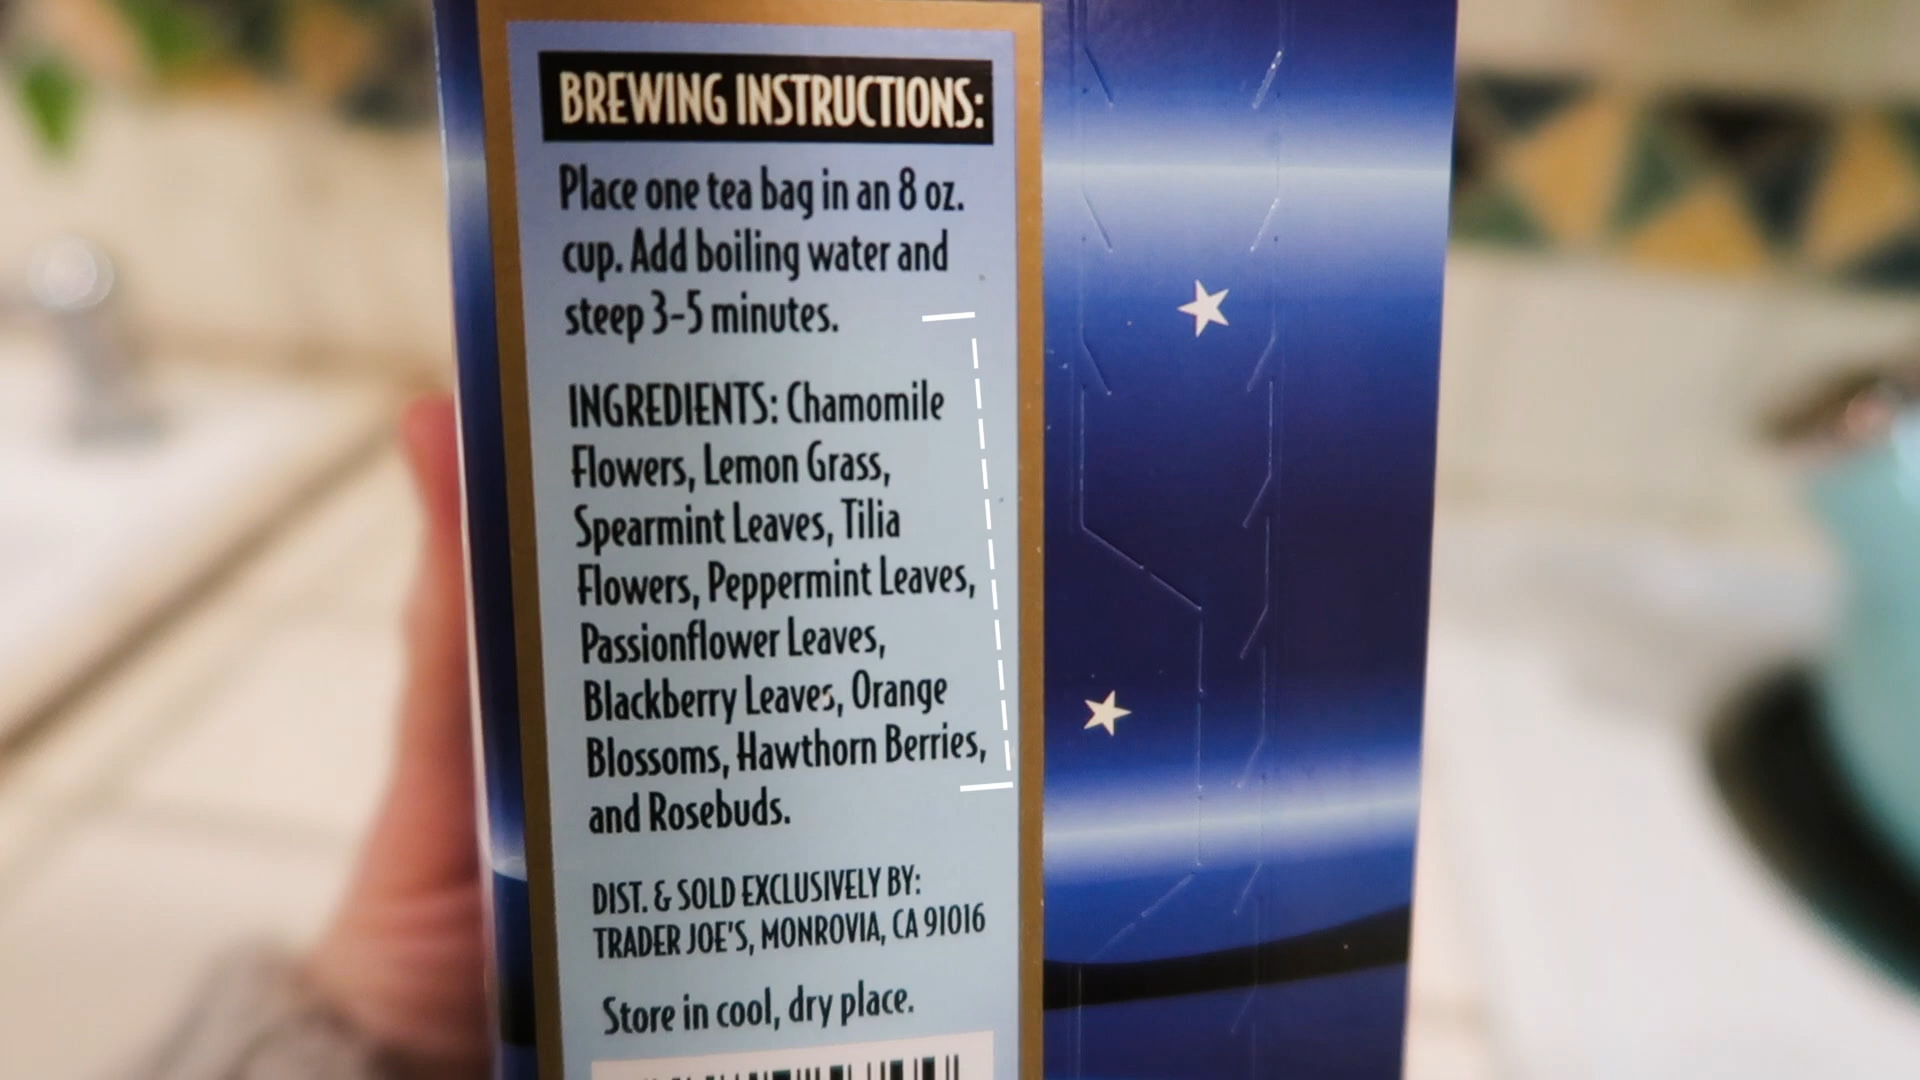 BREWING INSTRUCTIONS:
Place one tea bag in an 8 oz.
cup. Add boiling water and
steep 3-5 minutes.
INGREDIENTS: Chamomile
Flowers, Lemon Grass,
Spearmint Leaves, Tilia
Flowers, Peppermint Leaves,
Passionflower Leaves,
Blackberry Leaves, Orange
Blossoms, Hawthorn Berries,
and Rosebuds.
DIST. & SOLD EXCLUSIVELY BY:
TRADER JOE'S, MONROVIA, CA 91016
Store in cool, dry place.